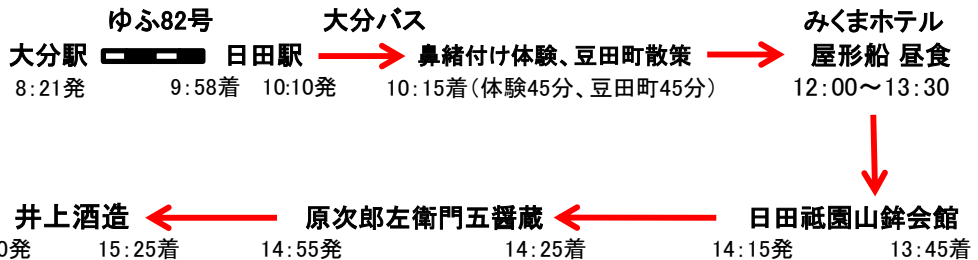 ゆふ82号 大分バス みくまホテル
大分駅 日田駅 鼻緒付け体験、豆田町散策 屋形船 昼食
8:21発 9:58着 10:10発 10:15着(体験45分、豆田町45分) 12:00～13:30
井上酒造 原次郎左衛門五醤蔵 日田祗園山鉾会館
0発 15:25着 14:55発 14:25着 14:15発 13:45着